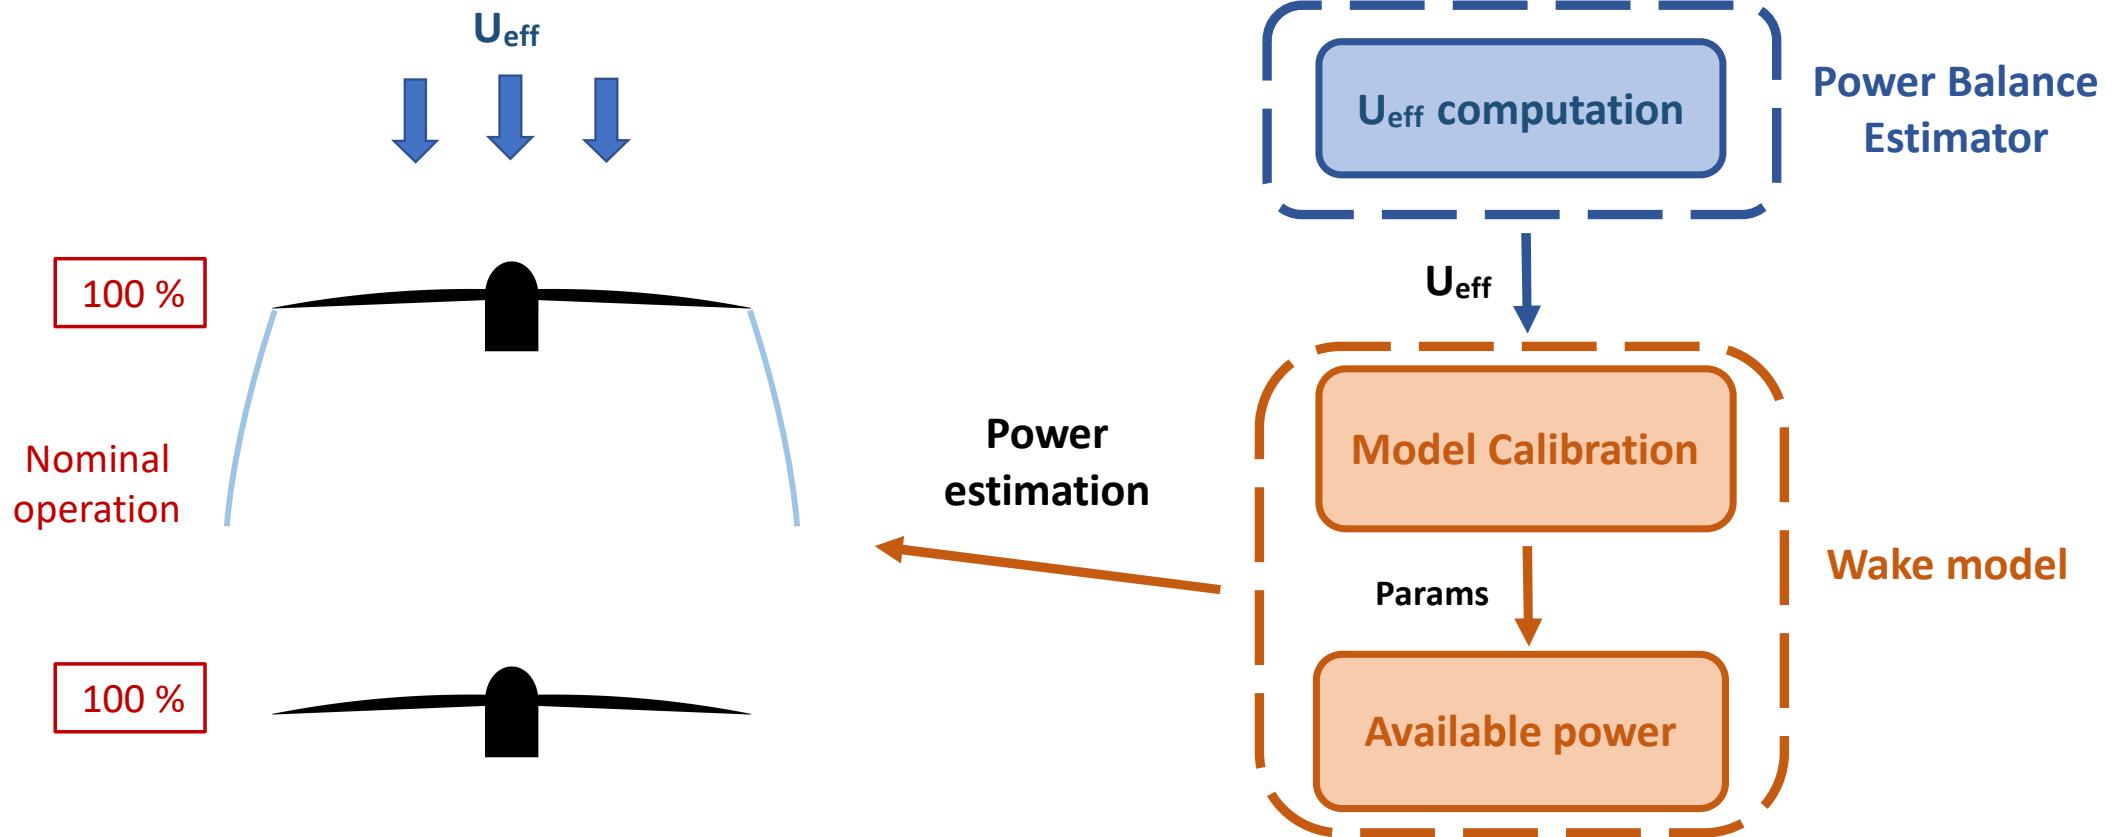 Ueff
100 %
Nominal
operation
100 %
Power
estimation
Ueff computation
Power Balance
Estimator
Ueff
Model Calibration
Params
Wake model
Available power